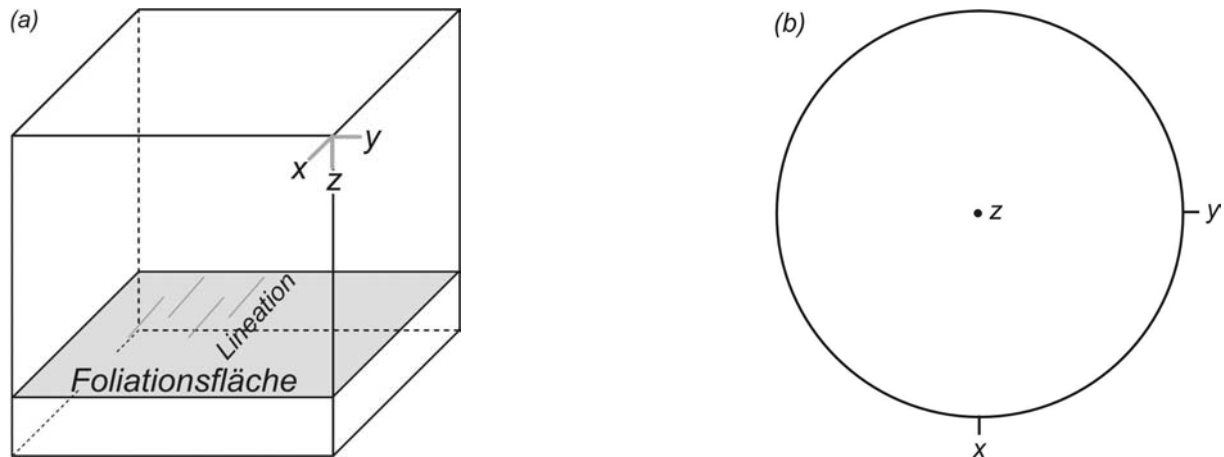 (a)
x
y
z
Lineation
Foliationsfläche
(b)
z
y
x